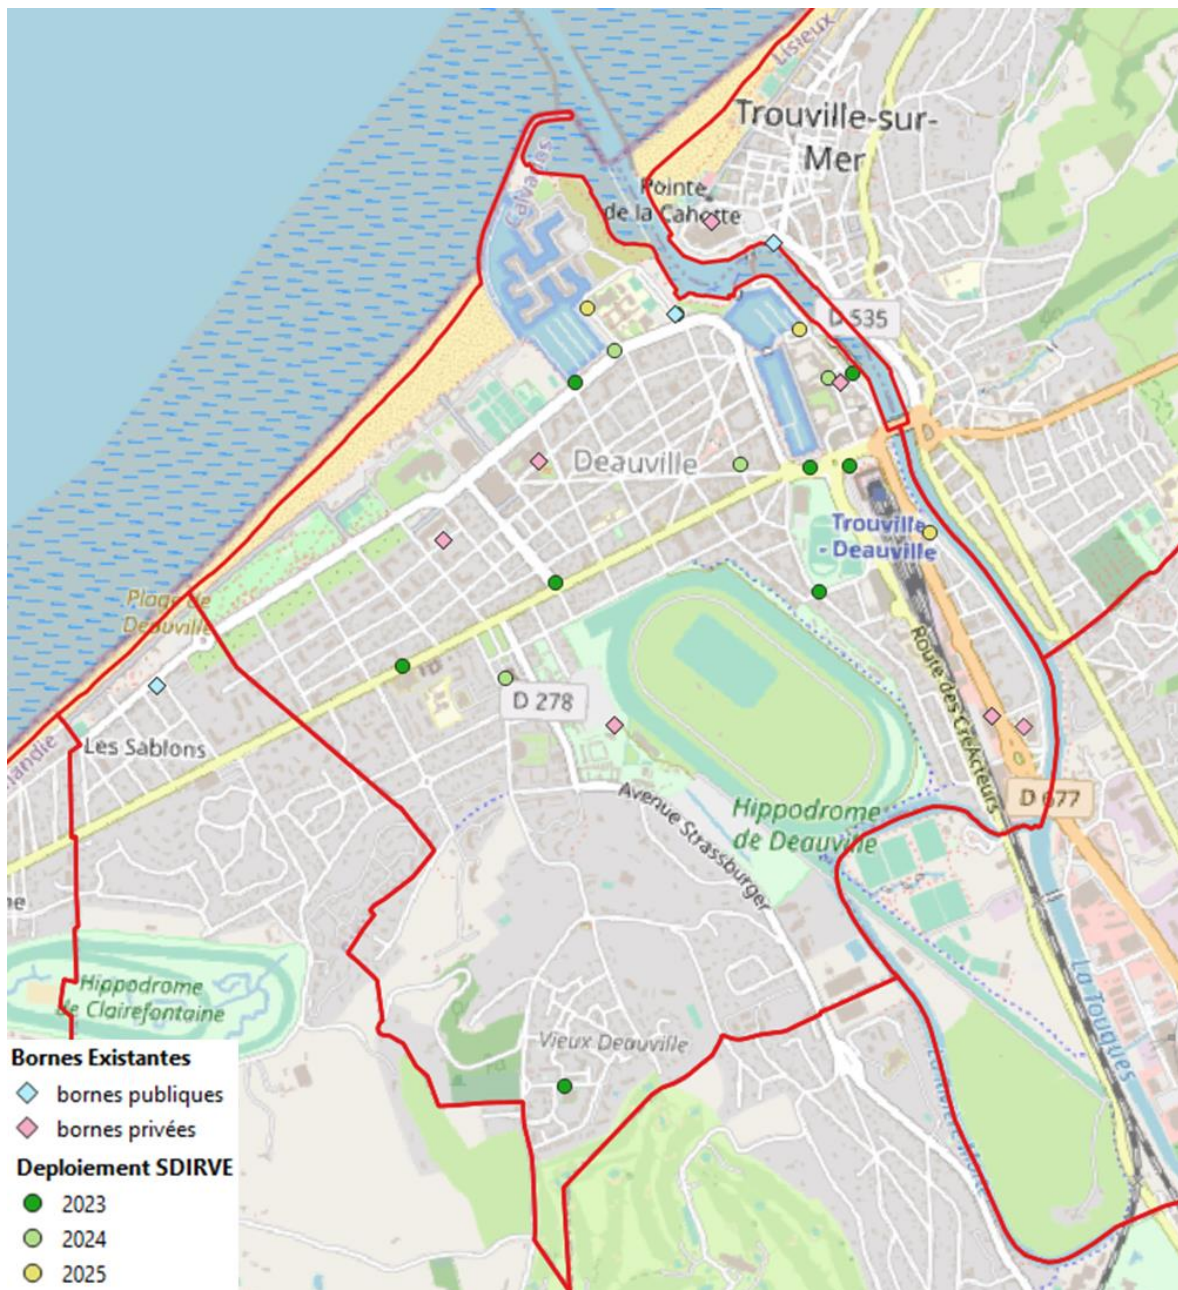 Lisieux
Trouville-sur-
Mer
Calvados
Pointe
de la Cahotte
D 535
Deauville
Trouville
- Deauville
Plage de
Deauville
Route des CréActeurs
D 278
Les Sablons
D 677
Avenue Strassburger
Hippodrome
de Deauville
Hippodrome
de Clairefontaine
La Touques
Vieux Deauville
Bornes Existantes
bornes publiques
bornes privées
Deploiement SDIRVE
2023
2024
2025